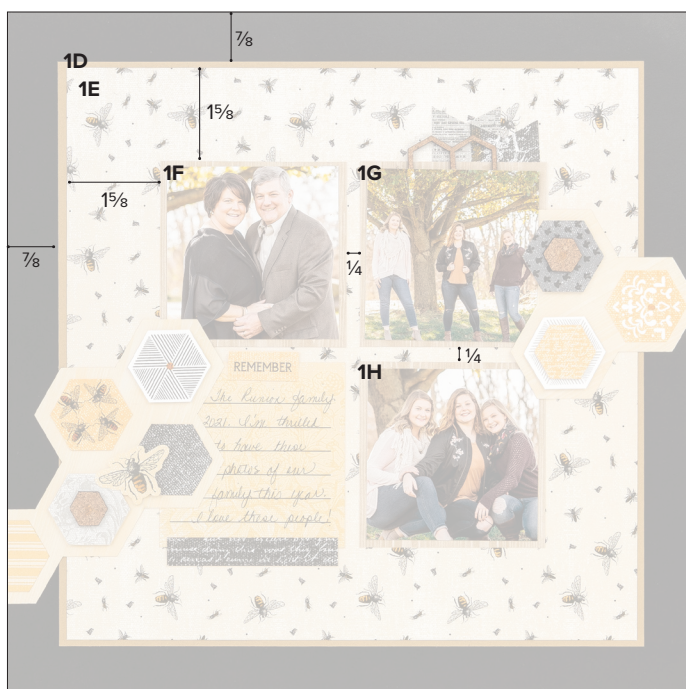 7⁄8
1D
1E
1⅝
1F
1G
1⅝
7⁄8
¼
¼
1H
REMEMBER
The Runion family
2021. I'm thrilled
to have these
photos of our
family this year.
I love these people!